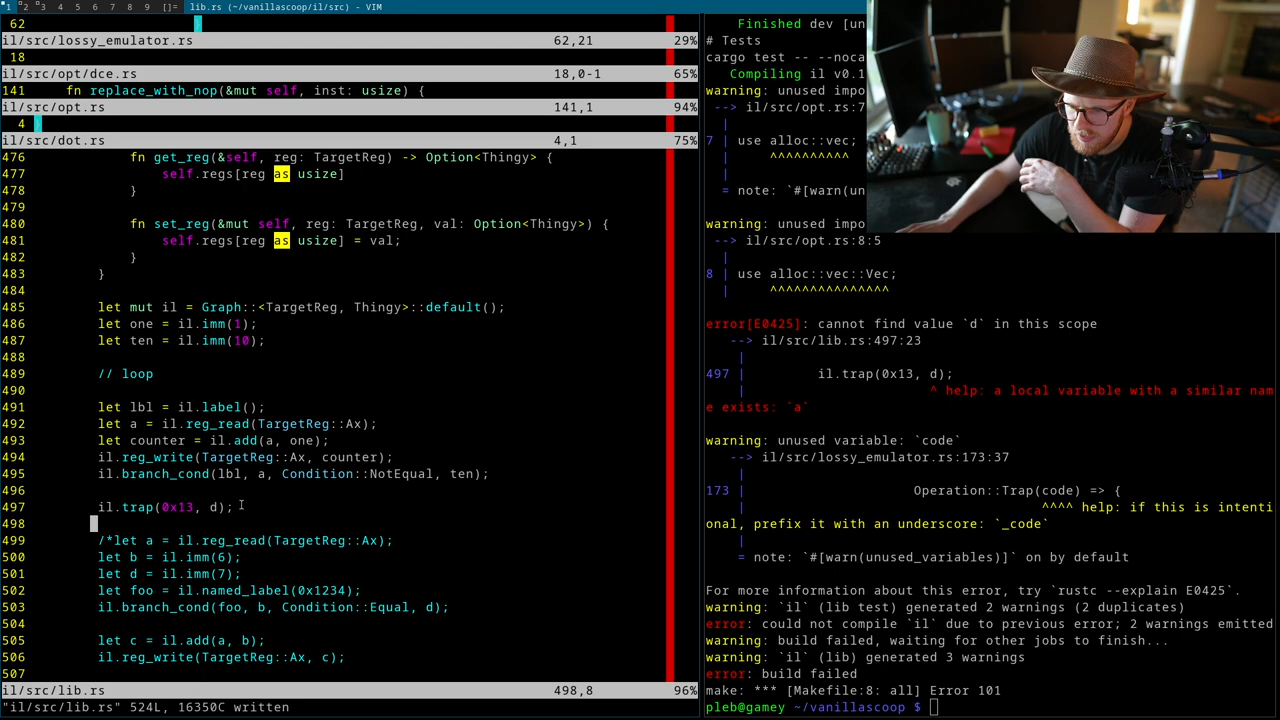 1 2 3 4 5 6 7 8 9 []= lib.rs (~/vanillascoop/il/src) - VIM
62 }
il/src/lossy_emulator.rs 62,21 29%
18
il/src/opt/dce.rs 18,0-1 65%
141 fn replace_with_nop(&mut self, inst: usize) {
il/src/opt.rs 141,1 94%
4 }
il/src/dot.rs 4,1 75%
476 fn get_reg(&self, reg: TargetReg) -> Option<Thingy> {
477 self.regs[reg as usize]
478 }
479
480 fn set_reg(&mut self, reg: TargetReg, val: Option<Thingy>) {
481 self.regs[reg as usize] = val;
482 }
483 }
484
485 let mut il = Graph::<TargetReg, Thingy>::default();
486 let one = il.imm(1);
487 let ten = il.imm(10);
488
489 // loop
490
491 let lbl = il.label();
492 let a = il.reg_read(TargetReg::Ax);
493 let counter = il.add(a, one);
494 il.reg_write(TargetReg::Ax, counter);
495 il.branch_cond(lbl, a, Condition::NotEqual, ten);
496
497 il.trap(0x13, d);
498
499 /*let a = il.reg_read(TargetReg::Ax);
500 let b = il.imm(6);
501 let d = il.imm(7);
502 let foo = il.named_label(0x1234);
503 il.branch_cond(foo, b, Condition::Equal, d);
504
505 let c = il.add(a, b);
506 il.reg_write(TargetReg::Ax, c);
507
il/src/lib.rs 498,8 96%
"il/src/lib.rs" 524L, 16350C written
Finished dev [un
# Tests
cargo test -- --noca
Compiling il v0.1
warning: unused impo
--> il/src/opt.rs:7
|
7 | use alloc::vec;
| ^^^^^^^^^^
|
= note: `#[warn(un
warning: unused impo
--> il/src/opt.rs:8:5
|
8 | use alloc::vec::Vec;
| ^^^^^^^^^^^^^^^
error[E0425]: cannot find value `d` in this scope
--> il/src/lib.rs:497:23
|
497 | il.trap(0x13, d);
| ^ help: a local variable with a similar nam
e exists: `a`
warning: unused variable: `code`
--> il/src/lossy_emulator.rs:173:37
|
173 | Operation::Trap(code) => {
| ^^^^ help: if this is intenti
onal, prefix it with an underscore: `_code`
|
= note: `#[warn(unused_variables)]` on by default
For more information about this error, try `rustc --explain E0425`.
warning: `il` (lib test) generated 2 warnings (2 duplicates)
error: could not compile `il` due to previous error; 2 warnings emitted
warning: build failed, waiting for other jobs to finish...
warning: `il` (lib) generated 3 warnings
error: build failed
make: *** [Makefile:8: all] Error 101
pleb@gamey ~/vanillascoop $